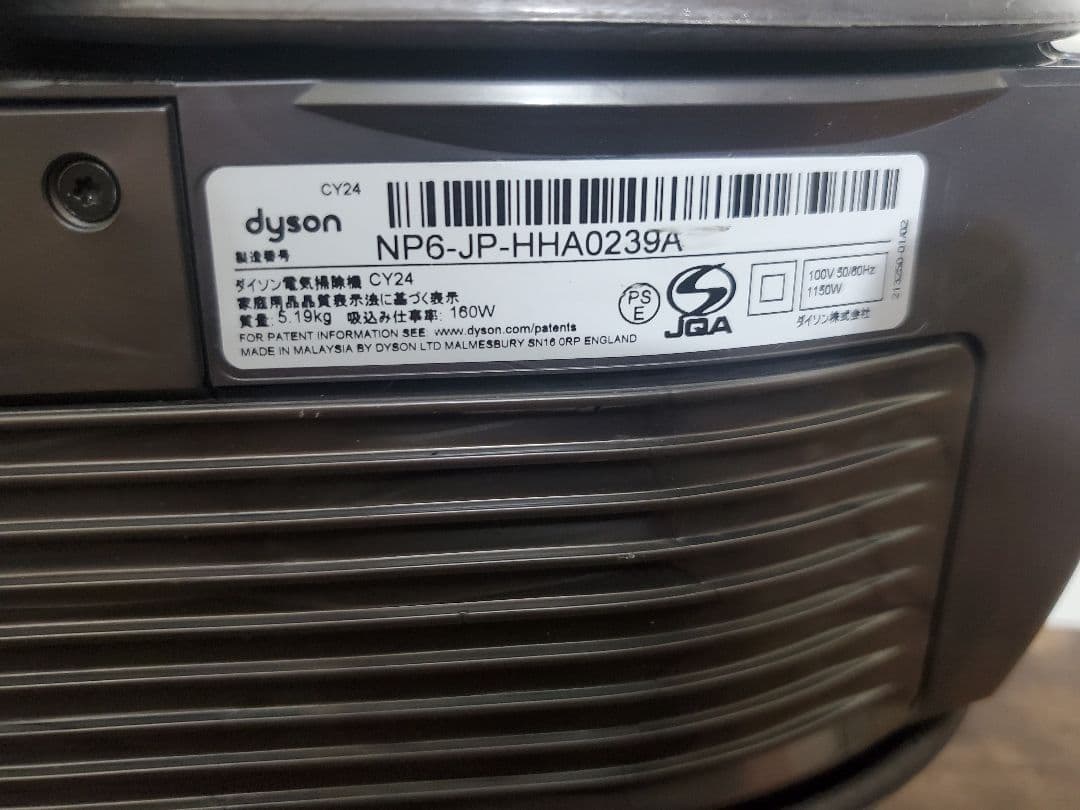 CY24
dyson
製造番号
NP6-JP-HHA0239A
ダイソン電気掃除機 CY24
家庭用品品質表示法に基づく表示
質量: 5.19kg 吸込み仕事率: 160W
FOR PATENT INFORMATION SEE: www.dyson.com/patents
MADE IN MALAYSIA BY DYSON LTD MALMESBURY SN16 0RP ENGLAND
PS
E
JQA
100V 50/60Hz
1150W
ダイソン株式会社
213250-01/02